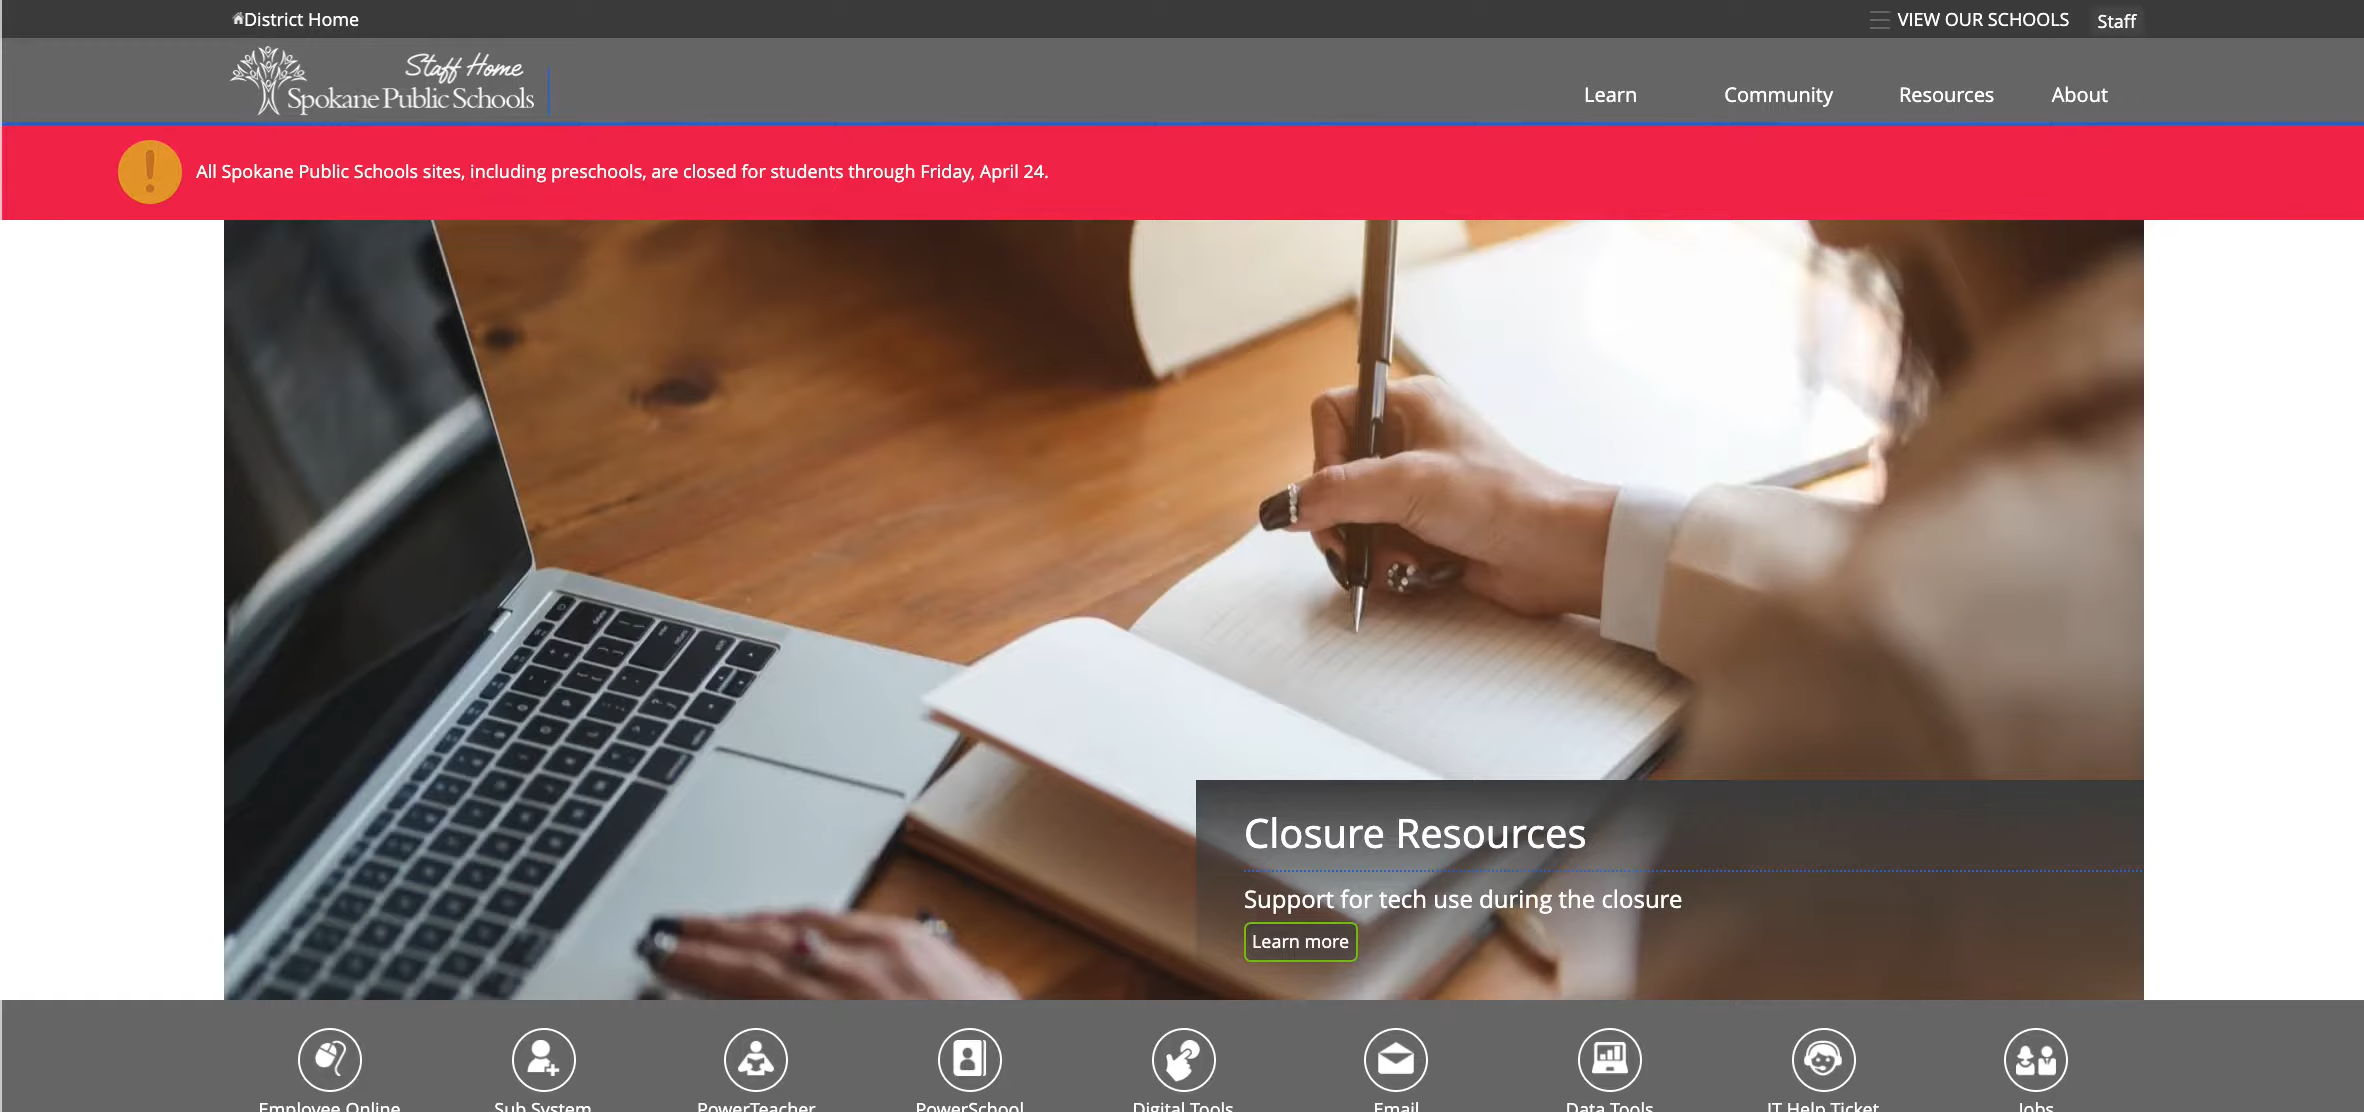 District Home
VIEW OUR SCHOOLS
Staff
Staff Home
Spokane Public Schools
Learn
Community
Resources
About
All Spokane Public Schools sites, including preschools, are closed for students through Friday, April 24.
Closure Resources
Support for tech use during the closure
Learn more
Employee Online
Sub System
PowerTeacher
PowerSchool
Digital Tools
Email
Data Tools
IT Help Ticket
Jobs